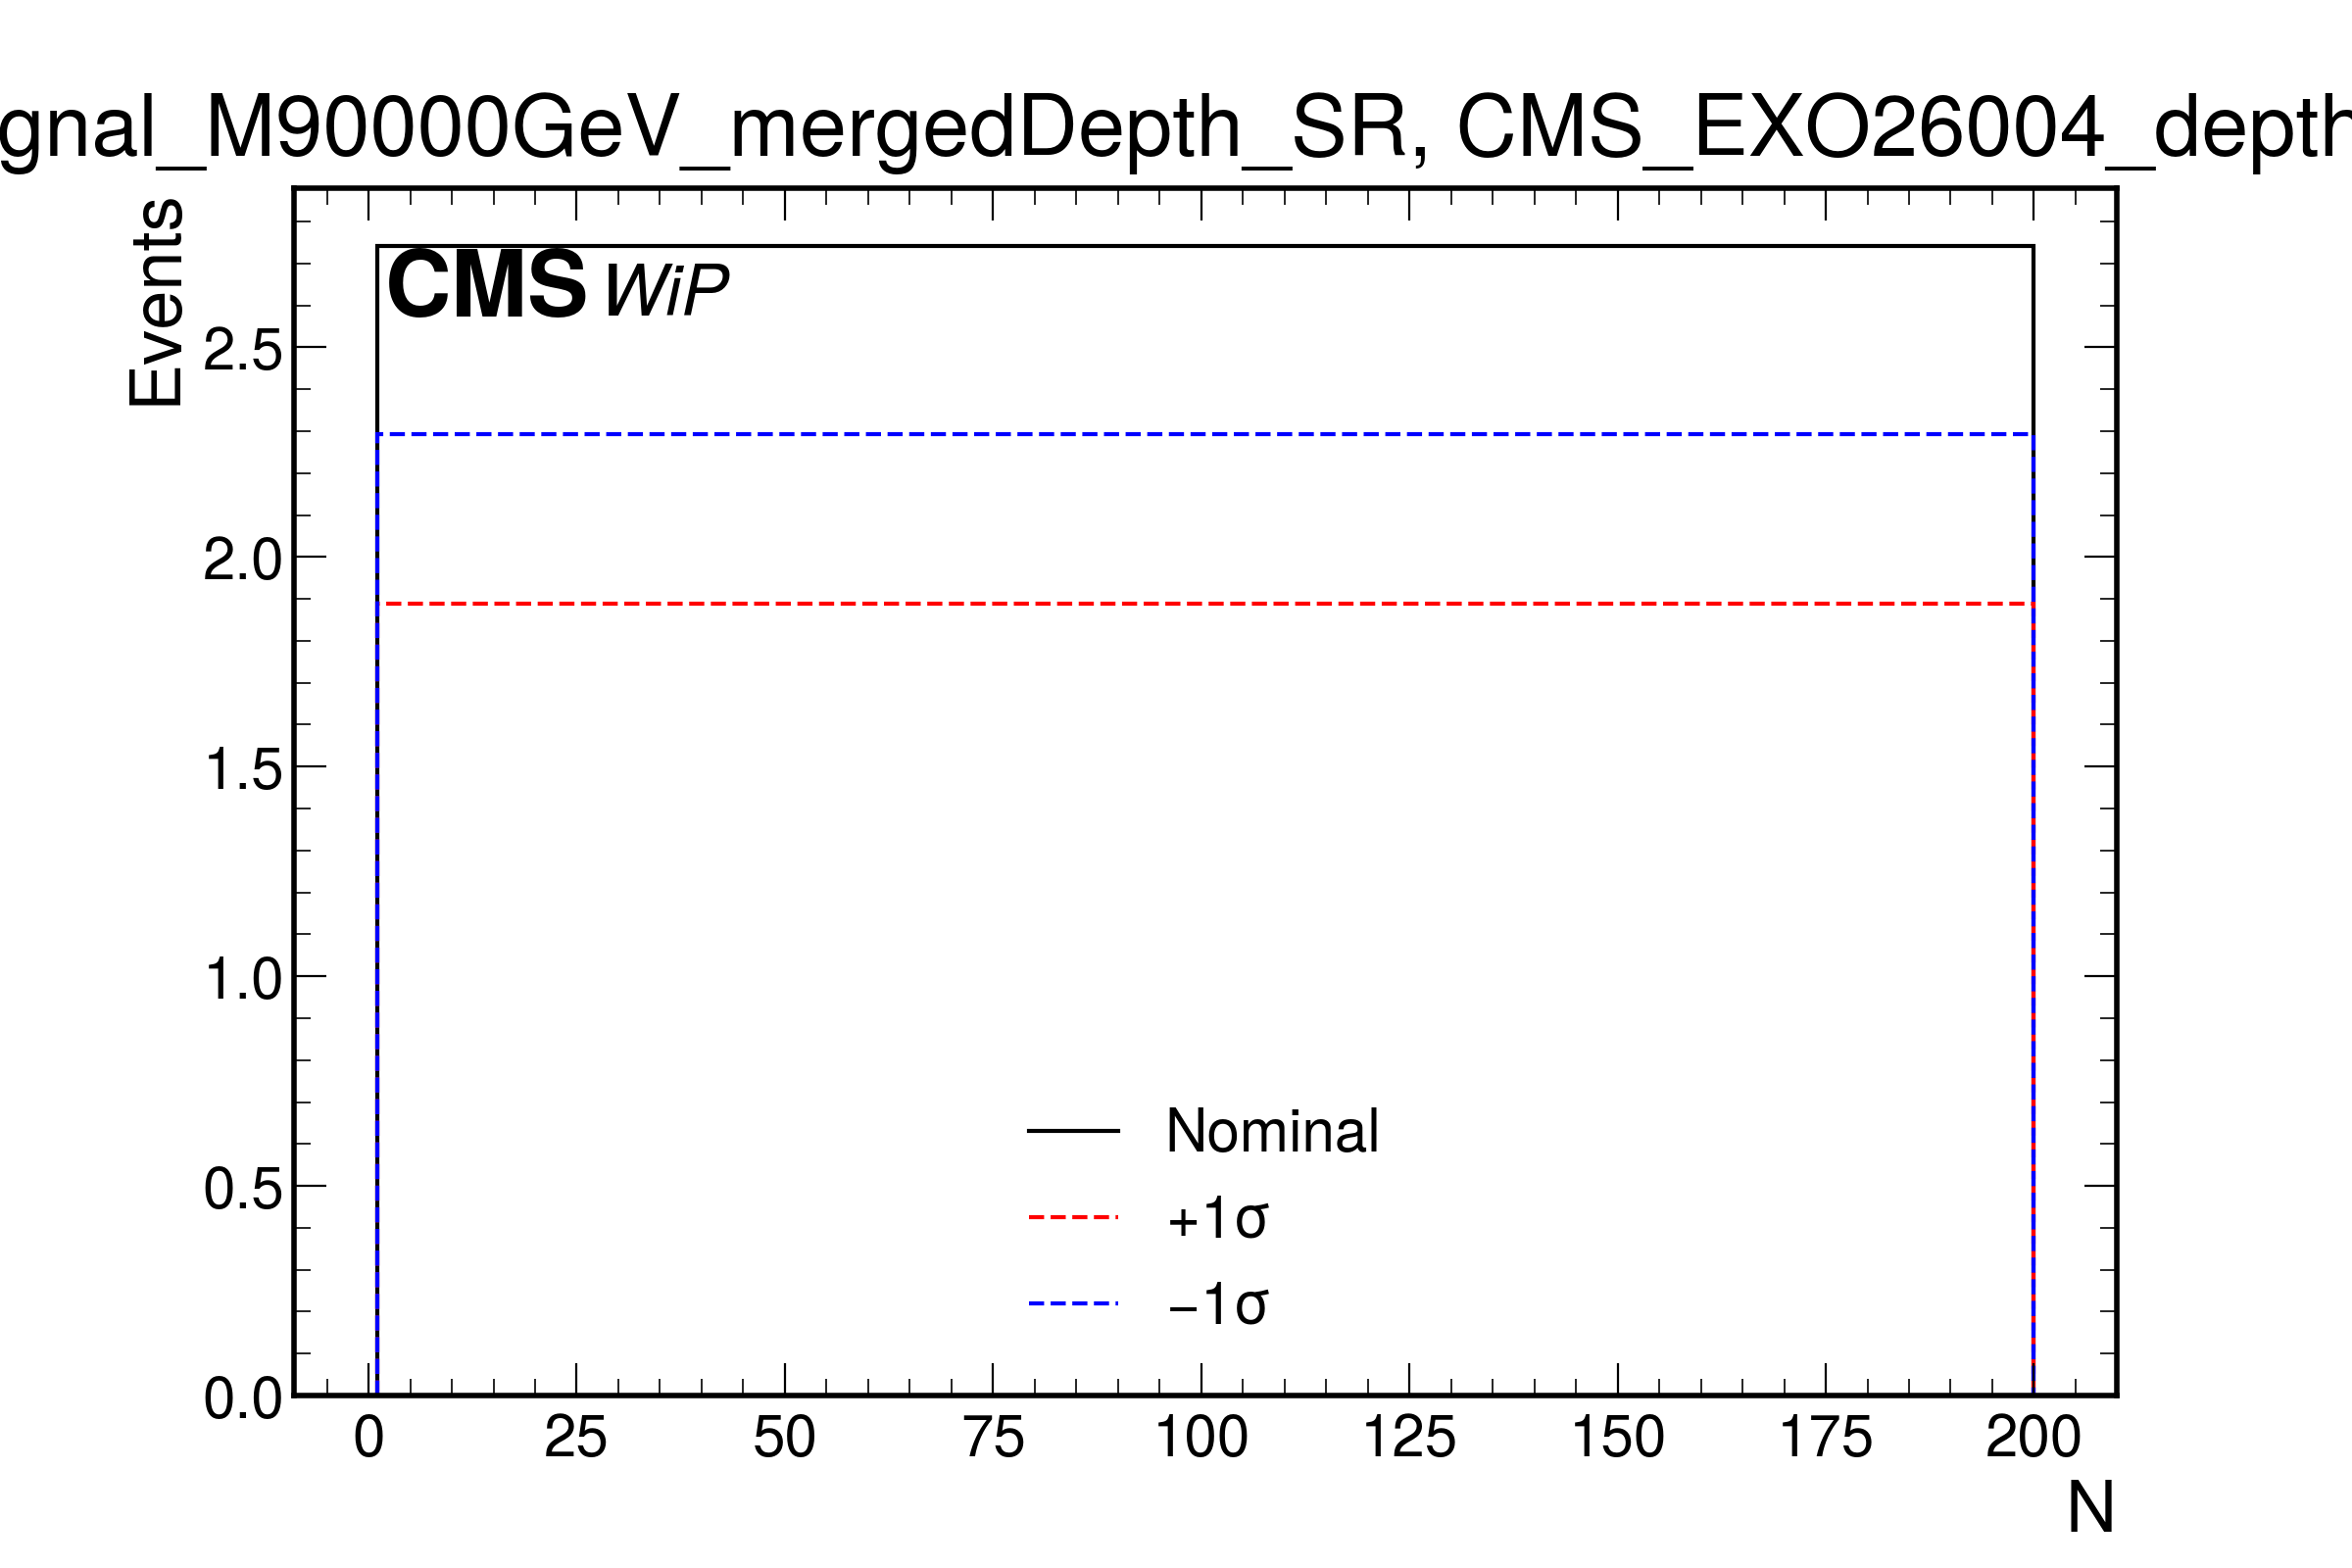 gnal_M90000GeV_mergedDepth_SR, CMS_EXO26004_depth
Events
CMS WiP
2.5
2.0
1.5
1.0
0.5
0.0
Nominal
+1σ
−1σ
0 25 50 75 100 125 150 175 200
N